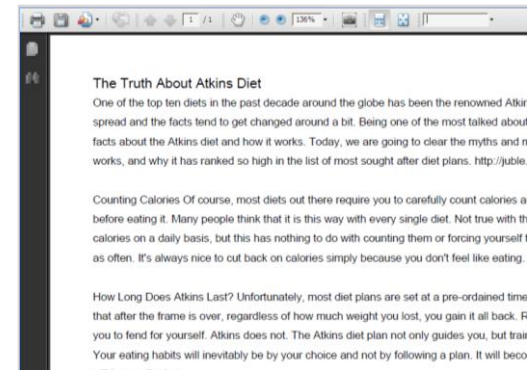 1 / 1
136%
The Truth About Atkins Diet
One of the top ten diets in the past decade around the globe has been the renowned Atkin
spread and the facts tend to get changed around a bit. Being one of the most talked about
facts about the Atkins diet and how it works. Today, we are going to clear the myths and m
works, and why it has ranked so high in the list of most sought after diet plans. http://juble.
Counting Calories Of course, most diets out there require you to carefully count calories a
before eating it. Many people think that it is this way with every single diet. Not true with th
calories on a daily basis, but this has nothing to do with counting them or forcing yourself t
as often. It's always nice to cut back on calories simply because you don't feel like eating.
How Long Does Atkins Last? Unfortunately, most diet plans are set at a pre-ordained time
that after the frame is over, regardless of how much weight you lost, you gain it all back. R
you to fend for yourself. Atkins does not. The Atkins diet plan not only guides you, but trai
Your eating habits will inevitably be by your choice and not by following a plan. It will beco